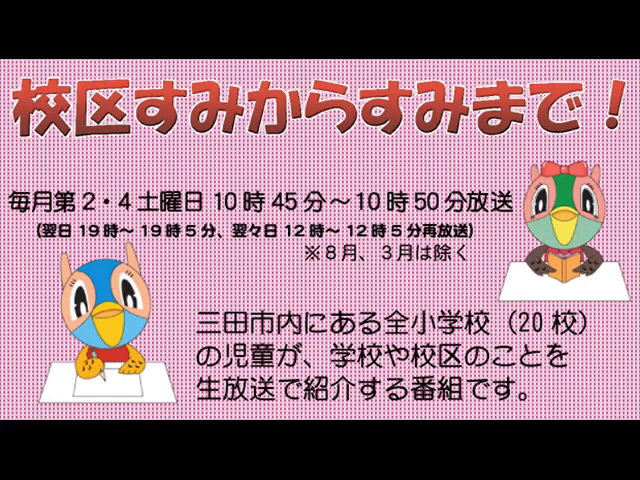 校区すみからすみまで！
毎月第2・4土曜日10時45分～10時50分放送
（翌日19時～19時5分、翌々日12時～12時5分再放送）
※8月、3月は除く
三田市内にある全小学校（20校）
の児童が、学校や校区のことを
生放送で紹介する番組です。